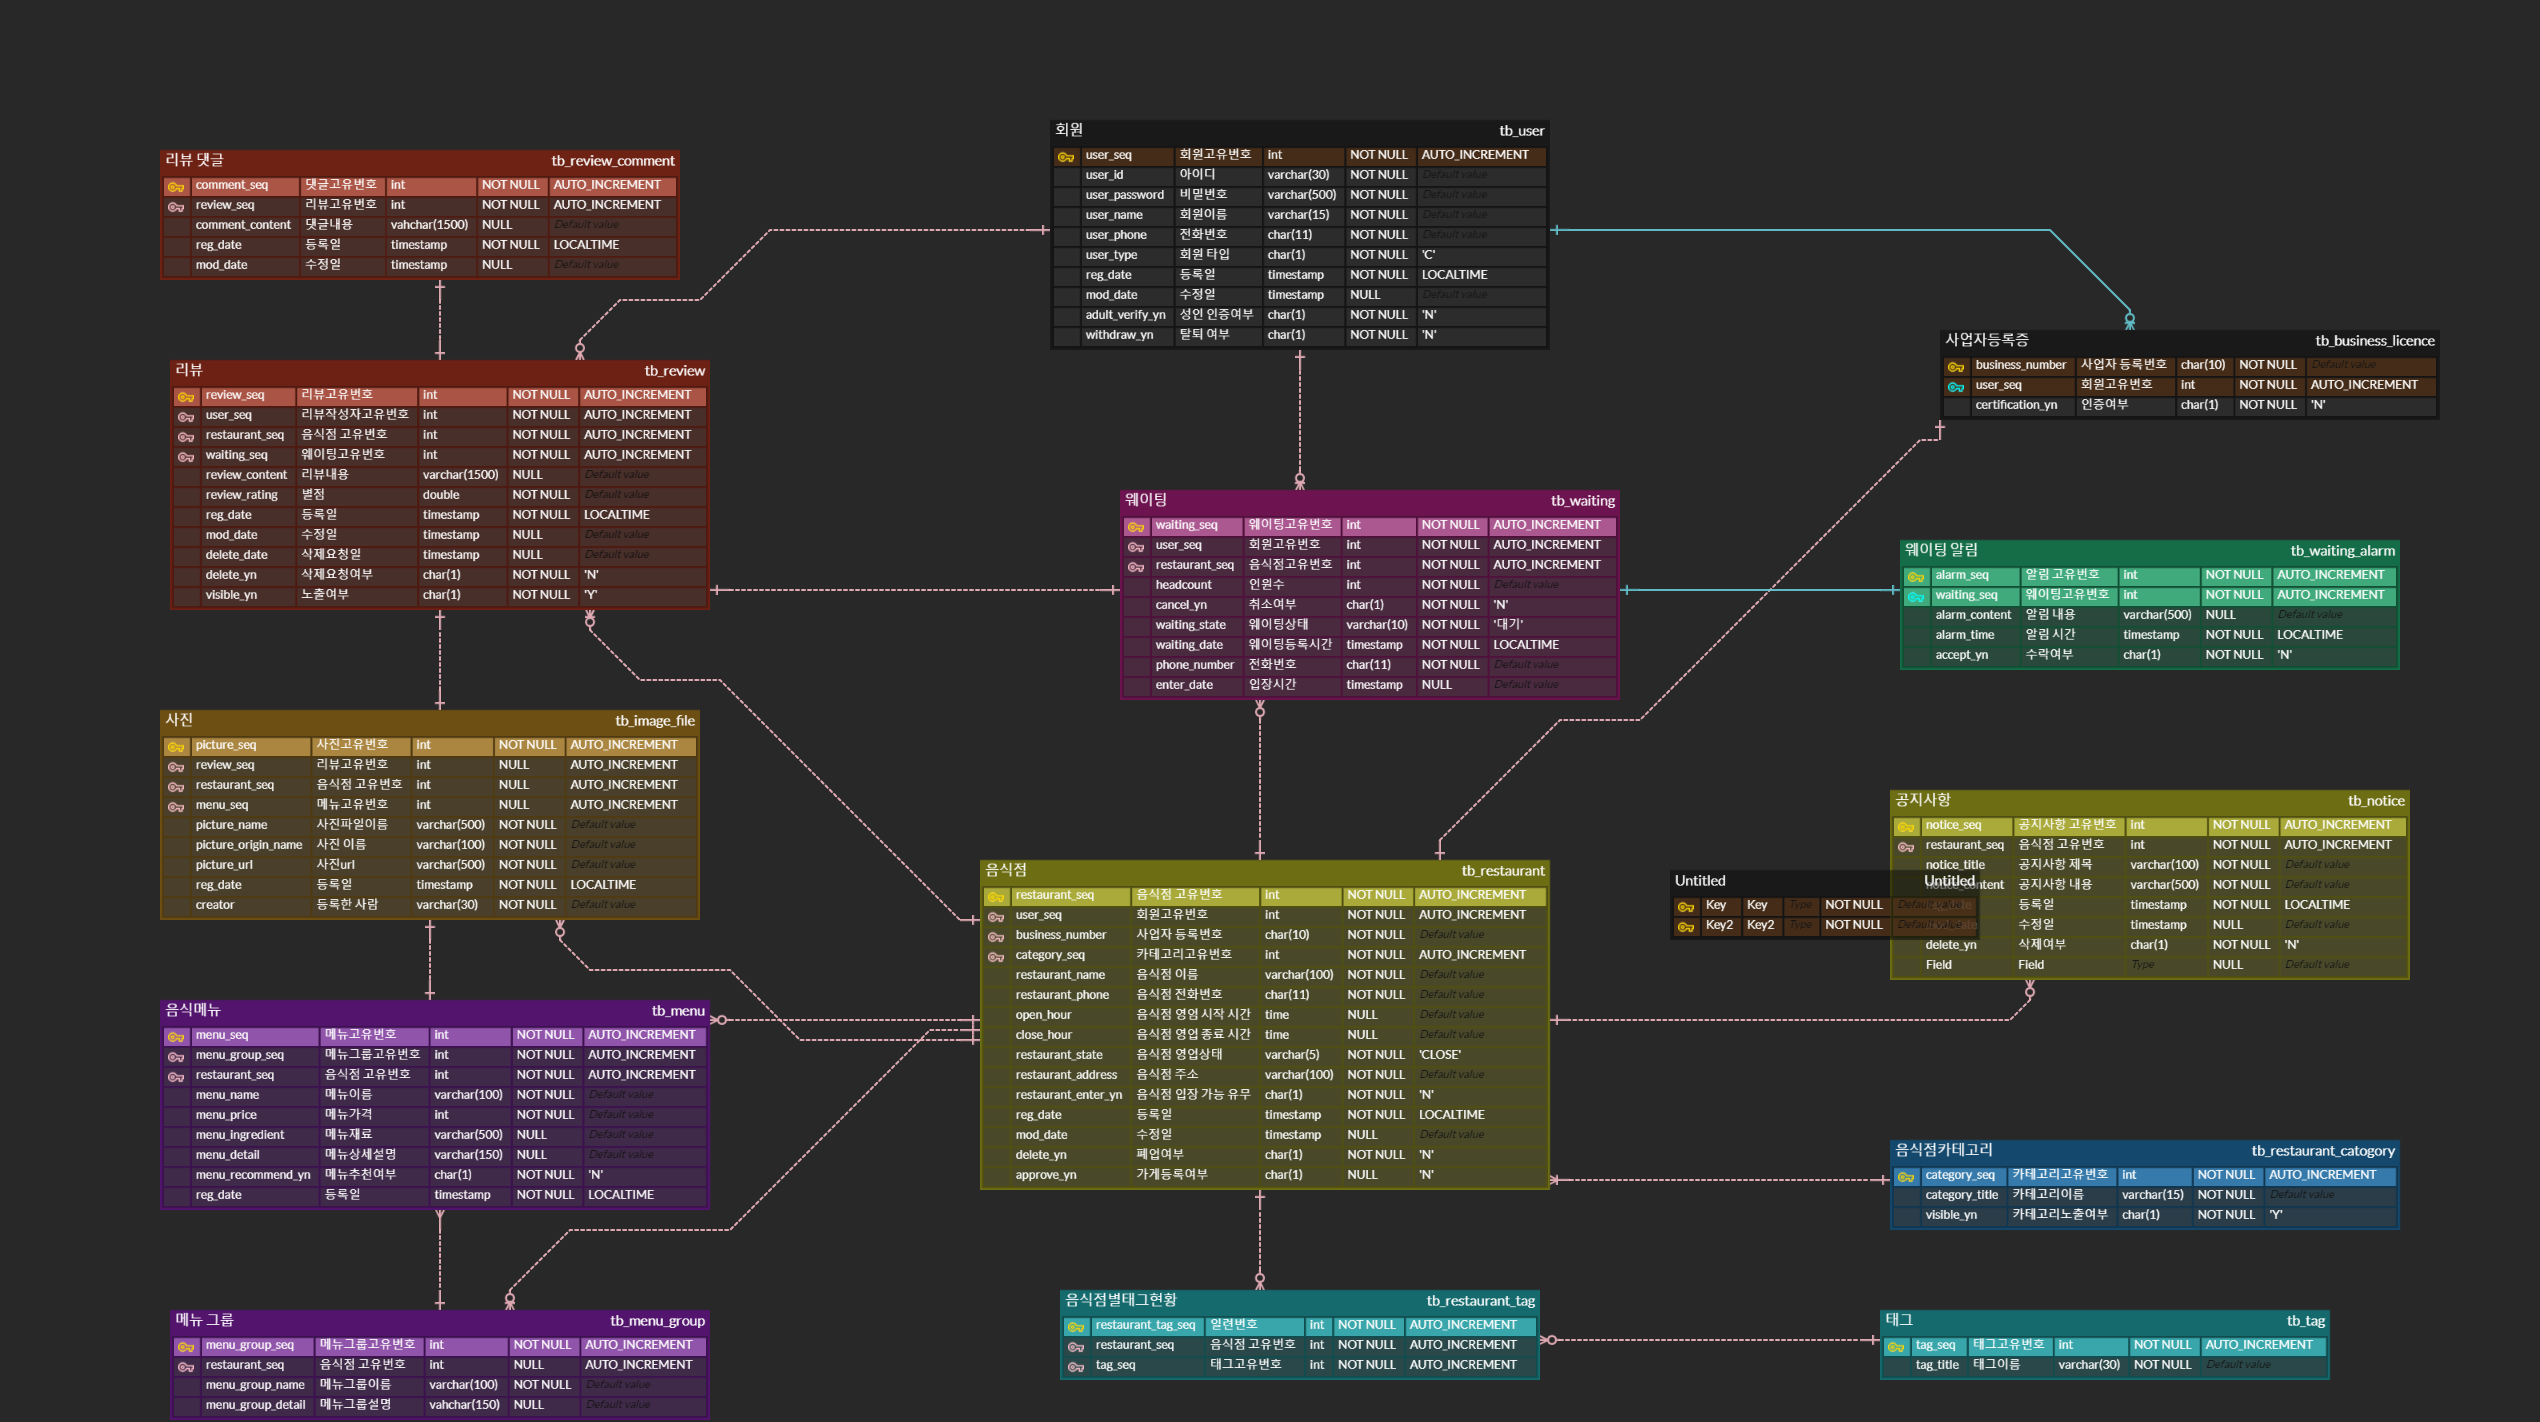 회원 tb_user
user_seq 회원고유번호 int NOT NULL AUTO_INCREMENT
user_id 아이디 varchar(30) NOT NULL Default value
user_password 비밀번호 varchar(500) NOT NULL Default value
user_name 회원이름 varchar(15) NOT NULL Default value
user_phone 전화번호 char(11) NOT NULL Default value
user_type 회원 타입 char(1) NOT NULL 'C'
reg_date 등록일 timestamp NOT NULL LOCALTIME
mod_date 수정일 timestamp NULL Default value
adult_verify_yn 성인 인증여부 char(1) NOT NULL 'N'
withdraw_yn 탈퇴 여부 char(1) NOT NULL 'N'
리뷰 댓글 tb_review_comment
comment_seq 댓글고유번호 int NOT NULL AUTO_INCREMENT
review_seq 리뷰고유번호 int NOT NULL AUTO_INCREMENT
comment_content 댓글내용 vahchar(1500) NULL Default value
reg_date 등록일 timestamp NOT NULL LOCALTIME
mod_date 수정일 timestamp NULL Default value
사업자등록증 tb_business_licence
business_number 사업자 등록번호 char(10) NOT NULL Default value
user_seq 회원고유번호 int NOT NULL AUTO_INCREMENT
certification_yn 인증여부 char(1) NOT NULL 'N'
리뷰 tb_review
review_seq 리뷰고유번호 int NOT NULL AUTO_INCREMENT
user_seq 리뷰작성자고유번호 int NOT NULL AUTO_INCREMENT
restaurant_seq 음식점 고유번호 int NOT NULL AUTO_INCREMENT
waiting_seq 웨이팅고유번호 int NOT NULL AUTO_INCREMENT
review_content 리뷰내용 varchar(1500) NULL Default value
review_rating 별점 double NOT NULL Default value
reg_date 등록일 timestamp NOT NULL LOCALTIME
mod_date 수정일 timestamp NULL Default value
delete_date 삭제요청일 timestamp NULL Default value
delete_yn 삭제요청여부 char(1) NOT NULL 'N'
visible_yn 노출여부 char(1) NOT NULL 'Y'
웨이팅 tb_waiting
waiting_seq 웨이팅고유번호 int NOT NULL AUTO_INCREMENT
user_seq 회원고유번호 int NOT NULL AUTO_INCREMENT
restaurant_seq 음식점고유번호 int NOT NULL AUTO_INCREMENT
headcount 인원수 int NOT NULL Default value
cancel_yn 취소여부 char(1) NOT NULL 'N'
waiting_state 웨이팅상태 varchar(10) NOT NULL '대기'
waiting_date 웨이팅등록시간 timestamp NOT NULL LOCALTIME
phone_number 전화번호 char(11) NOT NULL Default value
enter_date 입장시간 timestamp NULL Default value
웨이팅 알림 tb_waiting_alarm
alarm_seq 알림 고유번호 int NOT NULL AUTO_INCREMENT
waiting_seq 웨이팅고유번호 int NOT NULL AUTO_INCREMENT
alarm_content 알림 내용 varchar(500) NULL Default value
alarm_time 알림 시간 timestamp NOT NULL LOCALTIME
accept_yn 수락여부 char(1) NOT NULL 'N'
사진 tb_image_file
picture_seq 사진고유번호 int NOT NULL AUTO_INCREMENT
review_seq 리뷰고유번호 int NULL AUTO_INCREMENT
restaurant_seq 음식점 고유번호 int NULL AUTO_INCREMENT
menu_seq 메뉴고유번호 int NULL AUTO_INCREMENT
picture_name 사진파일이름 varchar(500) NOT NULL Default value
picture_origin_name 사진 이름 varchar(100) NOT NULL Default value
picture_url 사진url varchar(500) NOT NULL Default value
reg_date 등록일 timestamp NOT NULL LOCALTIME
creator 등록한 사람 varchar(30) NOT NULL Default value
음식점 tb_restaurant
restaurant_seq 음식점 고유번호 int NOT NULL AUTO_INCREMENT
user_seq 회원고유번호 int NOT NULL AUTO_INCREMENT
business_number 사업자 등록번호 char(10) NOT NULL Default value
category_seq 카테고리고유번호 int NOT NULL AUTO_INCREMENT
restaurant_name 음식점 이름 varchar(100) NOT NULL Default value
restaurant_phone 음식점 전화번호 char(11) NOT NULL Default value
open_hour 음식점 영엄 시작 시간 time NULL Default value
close_hour 음식점 영업 종료 시간 time NULL Default value
restaurant_state 음식점 영업상태 varchar(5) NOT NULL 'CLOSE'
restaurant_address 음식점 주소 varchar(100) NOT NULL Default value
restaurant_enter_yn 음식점 입장 가능 유무 char(1) NOT NULL 'N'
reg_date 등록일 timestamp NOT NULL LOCALTIME
mod_date 수정일 timestamp NULL Default value
delete_yn 폐업여부 char(1) NOT NULL 'N'
approve_yn 가게등록여부 char(1) NULL 'N'
공지사항 tb_notice
notice_seq 공지사항 고유번호 int NOT NULL AUTO_INCREMENT
restaurant_seq 음식점 고유번호 int NOT NULL AUTO_INCREMENT
notice_title 공지사항 제목 varchar(100) NOT NULL Default value
공지사항 내용 varchar(500) NOT NULL Default value
등록일 timestamp NOT NULL LOCALTIME
수정일 timestamp NULL Default value
delete_yn 삭제여부 char(1) NOT NULL 'N'
Field Field Type NULL Default value
Untitled Untitled
Key Key Type NOT NULL
Key2 Key2 Type NOT NULL
음식메뉴 tb_menu
menu_seq 메뉴고유번호 int NOT NULL AUTO_INCREMENT
menu_group_seq 메뉴그룹고유번호 int NOT NULL AUTO_INCREMENT
restaurant_seq 음식점 고유번호 int NOT NULL AUTO_INCREMENT
menu_name 메뉴이름 varchar(100) NOT NULL Default value
menu_price 메뉴가격 int NOT NULL Default value
menu_ingredient 메뉴재료 varchar(500) NULL Default value
menu_detail 메뉴상세설명 varchar(150) NULL Default value
menu_recommend_yn 메뉴추천여부 char(1) NOT NULL 'N'
reg_date 등록일 timestamp NOT NULL LOCALTIME
음식점카테고리 tb_restaurant_catogory
category_seq 카테고리고유번호 int NOT NULL AUTO_INCREMENT
category_title 카테고리이름 varchar(15) NOT NULL Default value
visible_yn 카테고리노출여부 char(1) NOT NULL 'Y'
메뉴 그룹 tb_menu_group
menu_group_seq 메뉴그룹고유번호 int NOT NULL AUTO_INCREMENT
restaurant_seq 음식점 고유번호 int NULL AUTO_INCREMENT
menu_group_name 메뉴그룹이름 varchar(100) NOT NULL Default value
menu_group_detail 메뉴그룹설명 vahchar(150) NULL Default value
음식점별태그현황 tb_restaurant_tag
restaurant_tag_seq 일련번호 int NOT NULL AUTO_INCREMENT
restaurant_seq 음식점 고유번호 int NOT NULL AUTO_INCREMENT
tag_seq 태그고유번호 int NOT NULL AUTO_INCREMENT
태그 tb_tag
tag_seq 태그고유번호 int NOT NULL AUTO_INCREMENT
tag_title 태그이름 varchar(30) NOT NULL Default value